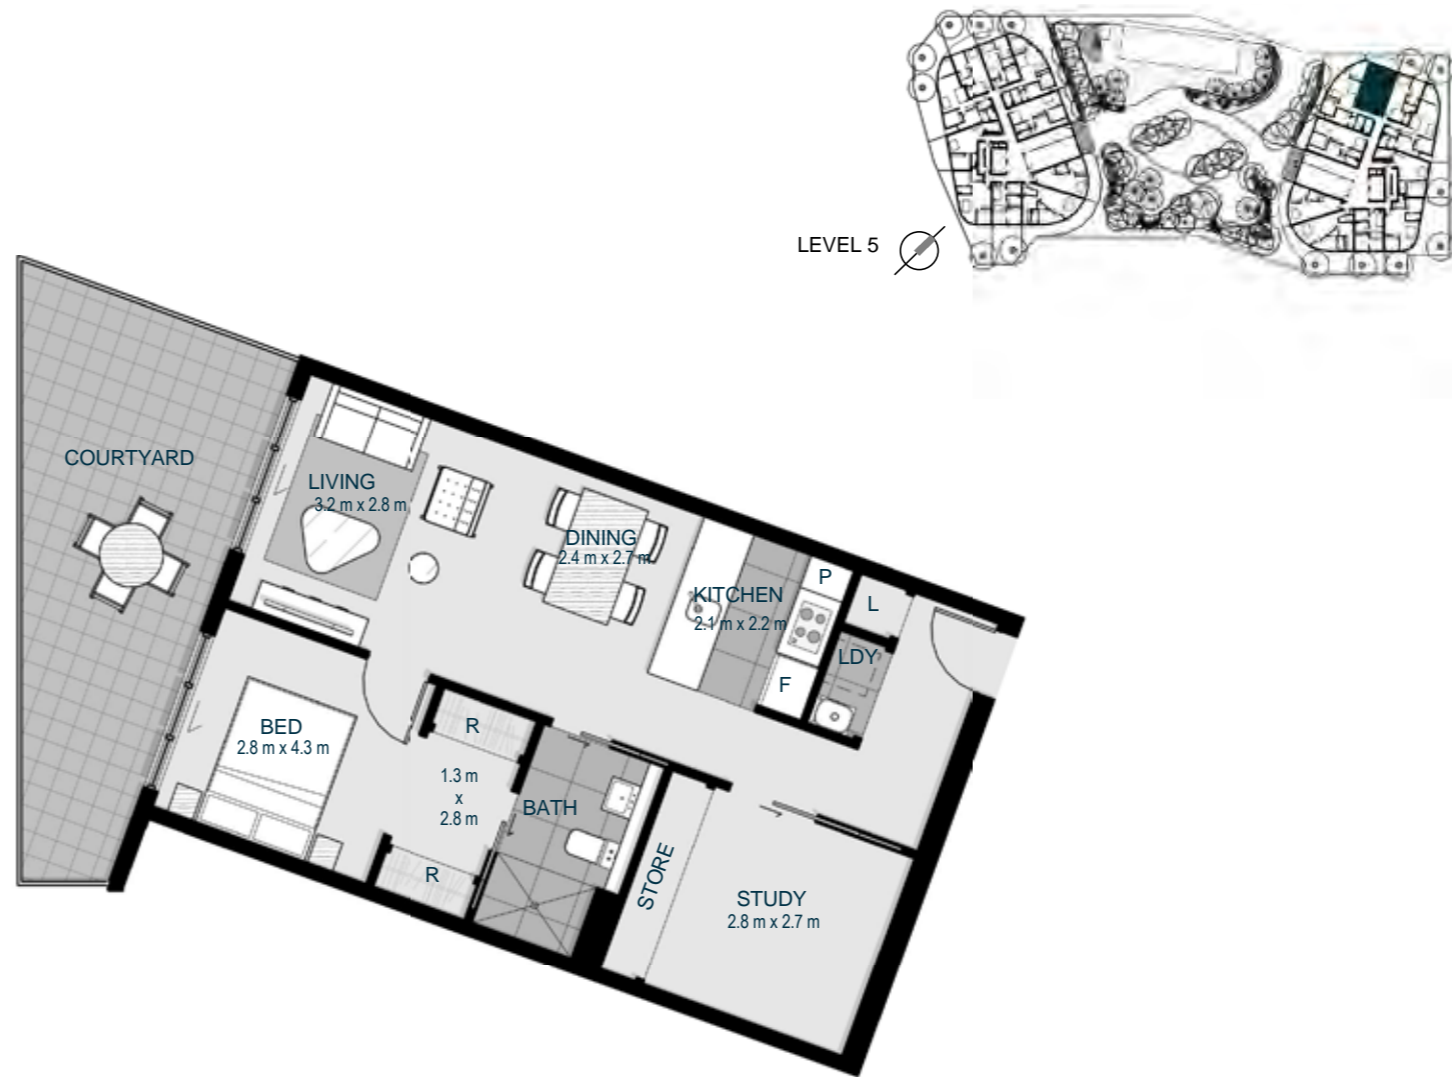 LEVEL 5
COURTYARD
LIVING
3.2 m x 2.8 m
DINING
2.4 m x 2.7 m
KITCHEN
2.1 m x 2.2 m
P
L
LDY
F
BED
2.8 m x 4.3 m
R
1.3 m
x
2.8 m
BATH
R
STORE
STUDY
2.8 m x 2.7 m